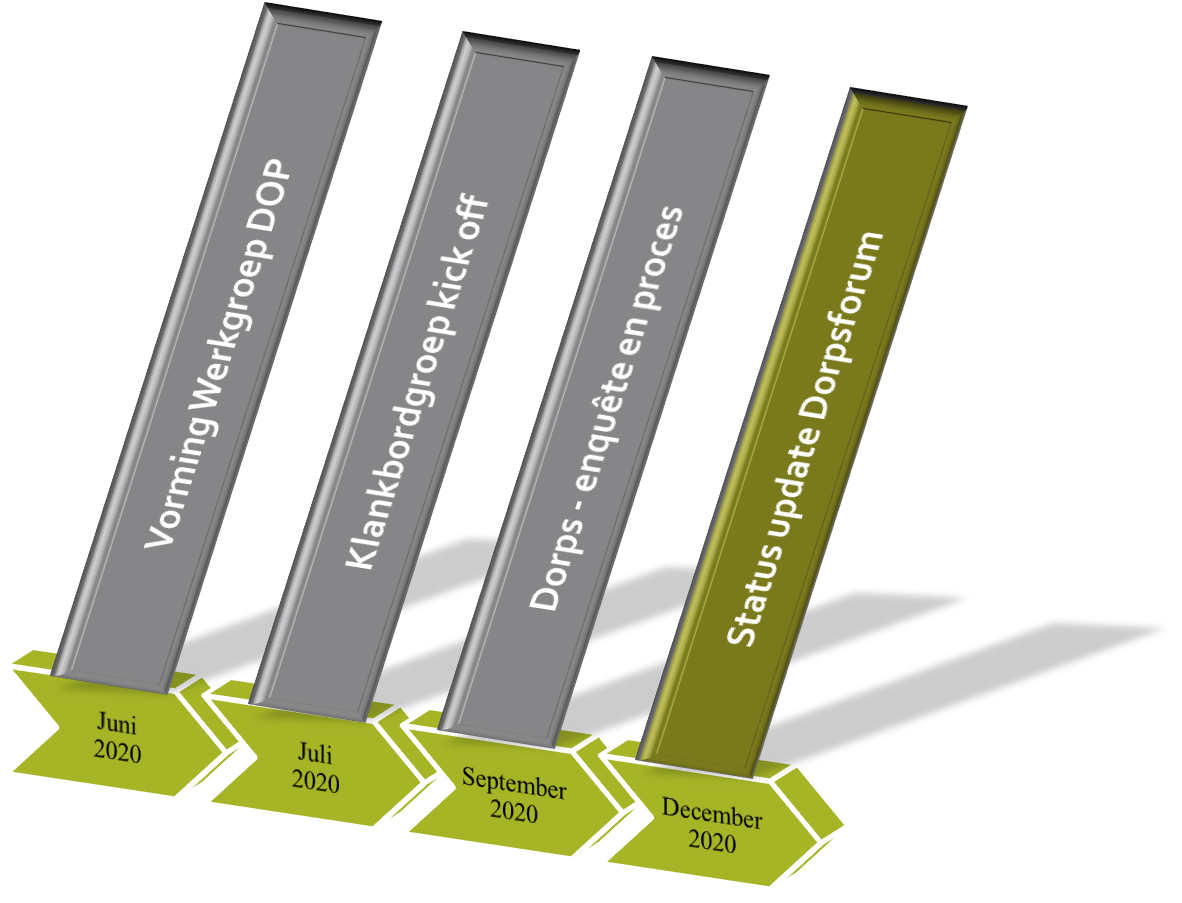 Vorming Werkgroep DOP
Klankbordgroep kick off
Dorps - enquête en proces
Status update Dorpsforum
Juni
2020
Juli
2020
September
2020
December
2020